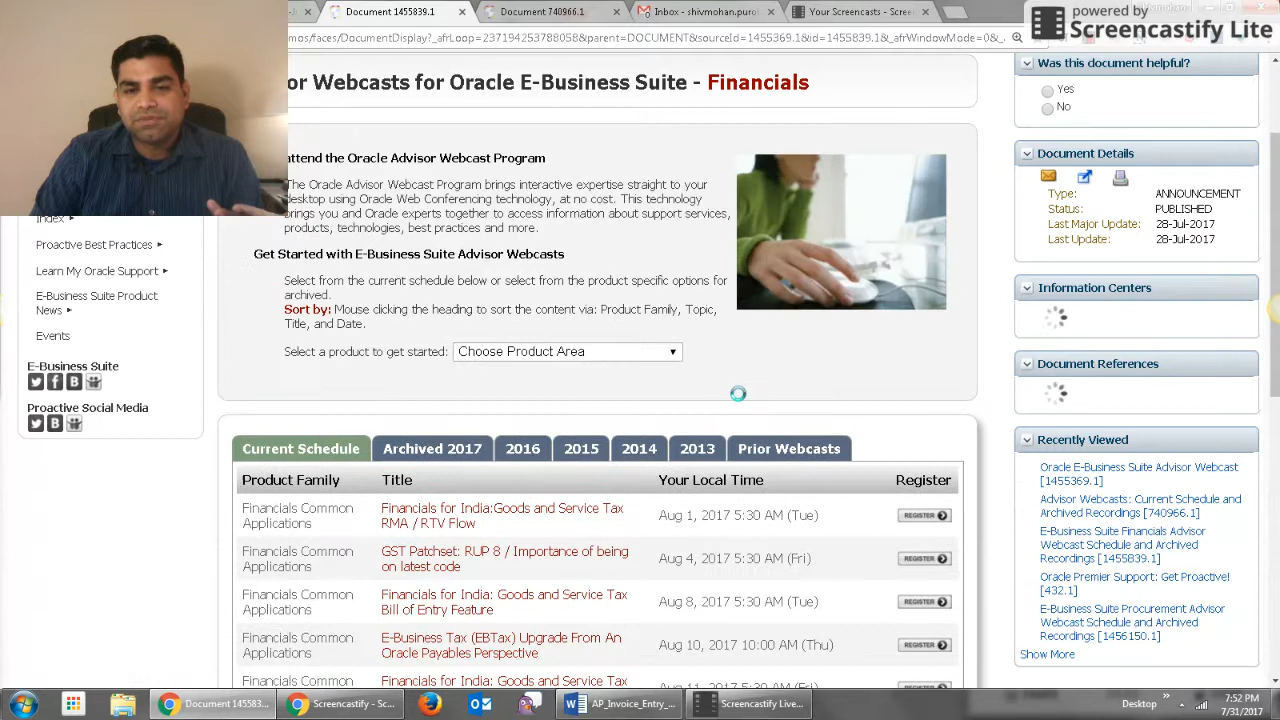 Document 1455839.1
Document 740966.1
Inbox - shivmohan.purol
Your Screencasts - Screen
powered by
Screencastify Lite
or Webcasts for Oracle E-Business Suite - Financials
attend the Oracle Advisor Webcast Program
The Oracle Advisor Webcast Program brings interactive expertise straight to your
desktop using Oracle Web Conferencing technology, at no cost. This technology
brings you and Oracle experts together to access information about support services,
products, technologies, best practices and more.
Get Started with E-Business Suite Advisor Webcasts
Select from the current schedule below or select from the product specific options for
archived.
Sort by: Mouse clicking the heading to sort the content via: Product Family, Topic,
Title, and Date.
Select a product to get started:
Choose Product Area
Index
Proactive Best Practices
Learn My Oracle Support
E-Business Suite Product
News
Events
E-Business Suite
Proactive Social Media
Current Schedule
Archived 2017
2016
2015
2014
2013
Prior Webcasts
Product Family
Title
Your Local Time
Register
Financials Common
Applications
Financials for India:Goods and Service Tax
RMA / RTV Flow
Aug 1, 2017 5:30 AM (Tue)
REGISTER
Financials Common
Applications
GST Patchset: RUP 8 / Importance of being
on latest code
Aug 4, 2017 5:30 AM (Fri)
REGISTER
Financials Common
Applications
Financials for India: Goods and Service Tax
Bill of Entry Feature
Aug 8, 2017 5:30 AM (Tue)
REGISTER
Financials Common
Applications
E-Business Tax (EBTax) Upgrade From An
Oracle Payables Perspective
Aug 10, 2017 10:00 AM (Thu)
REGISTER
Financials Common
Financials for India: Goods and Service Tax
REGISTER
Was this document helpful?
Yes
No
Document Details
Type: ANNOUNCEMENT
Status: PUBLISHED
Last Major Update: 28-Jul-2017
Last Update: 28-Jul-2017
Information Centers
Document References
Recently Viewed
Oracle E-Business Suite Advisor Webcast
[1455369.1]
Advisor Webcasts: Current Schedule and
Archived Recordings [740966.1]
E-Business Suite Financials Advisor
Webcast Schedule and Archived
Recordings [1455839.1]
Oracle Premier Support: Get Proactive!
[432.1]
E-Business Suite Procurement Advisor
Webcast Schedule and Archived
Recordings [1456150.1]
Show More
Document 145583...
Screencastify - Sc...
AP_Invoice_Entry_...
Screencastify Live...
Desktop
7:52 PM
7/31/2017